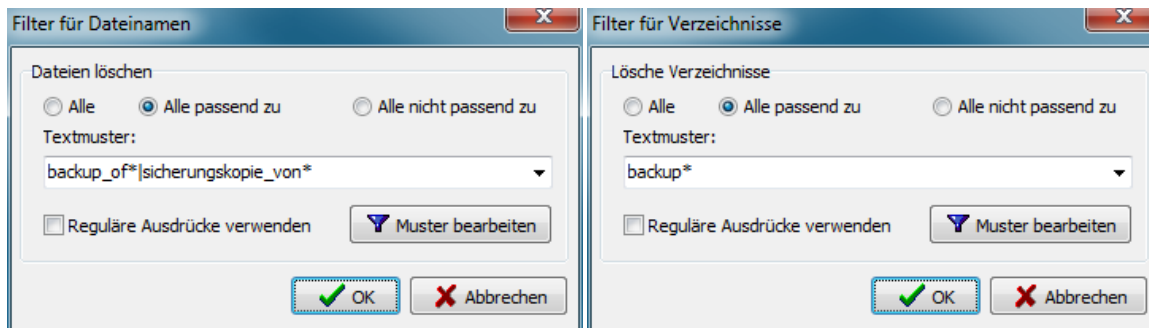 Filter für Dateinamen
Dateien löschen
Alle Alle passend zu Alle nicht passend zu
Textmuster:
backup_of*|sicherungskopie_von*
Reguläre Ausdrücke verwenden Muster bearbeiten
OK Abbrechen
Filter für Verzeichnisse
Lösche Verzeichnisse
Alle Alle passend zu Alle nicht passend zu
Textmuster:
backup*
Reguläre Ausdrücke verwenden Muster bearbeiten
OK Abbrechen